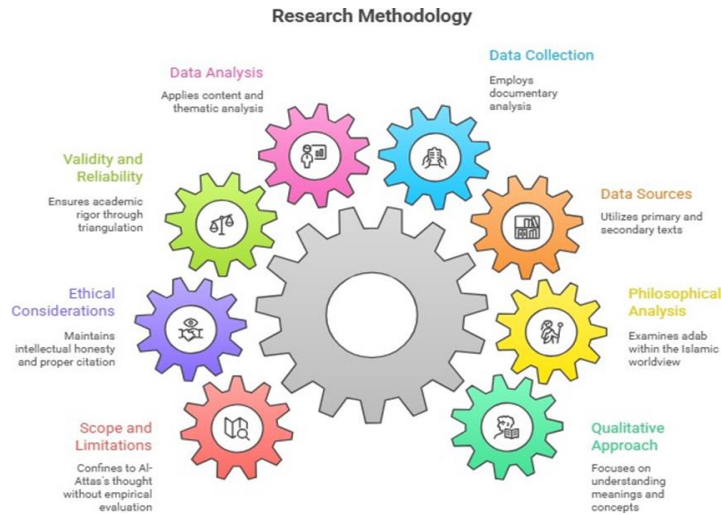 Research Methodology
Data Collection
Employs
documentary
analysis
Data Analysis
Applies content and
thematic analysis
Validity and
Reliability
Ensures academic
rigor through
triangulation
Data Sources
Utilizes primary and
secondary texts
Ethical
Considerations
Maintains
intellectual honesty
and proper citation
Philosophical
Analysis
Examines adab
within the Islamic
worldview
Scope and
Limitations
Confines to Al-
Attas's thought
without empirical
evaluation
Qualitative
Approach
Focuses on
understanding
meanings and
concepts